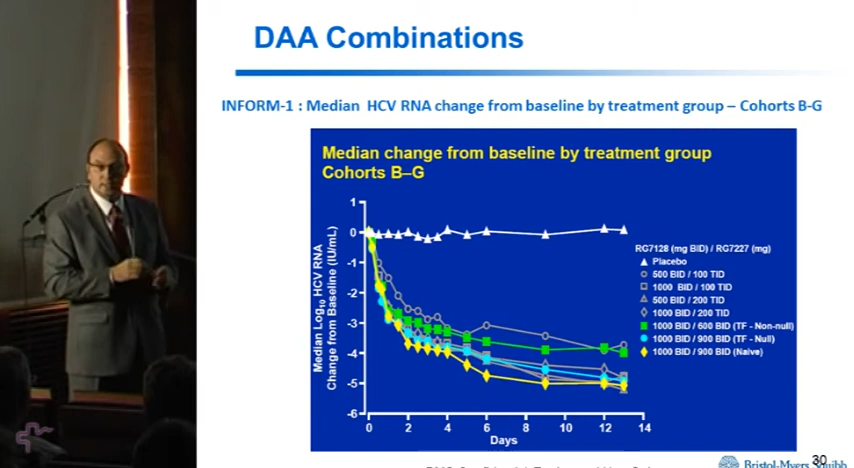 DAA Combinations
INFORM-1 : Median HCV RNA change from baseline by treatment group – Cohorts B-G
Median change from baseline by treatment group
Cohorts B–G
Median Log10 HCV RNA
Change from Baseline (IU/mL)
1
0
-1
-2
-3
-4
-5
-6
0 2 4 6 8 10 12 14
Days
RG7128 (mg BID) / RG7227 (mg)
Placebo
500 BID / 100 TID
1000 BID / 100 TID
500 BID / 200 TID
1000 BID / 200 TID
1000 BID / 600 BID (TF - Non-null)
1000 BID / 900 BID (TF - Null)
1000 BID / 900 BID (Naive)
30
Bristol-Myers Squibb